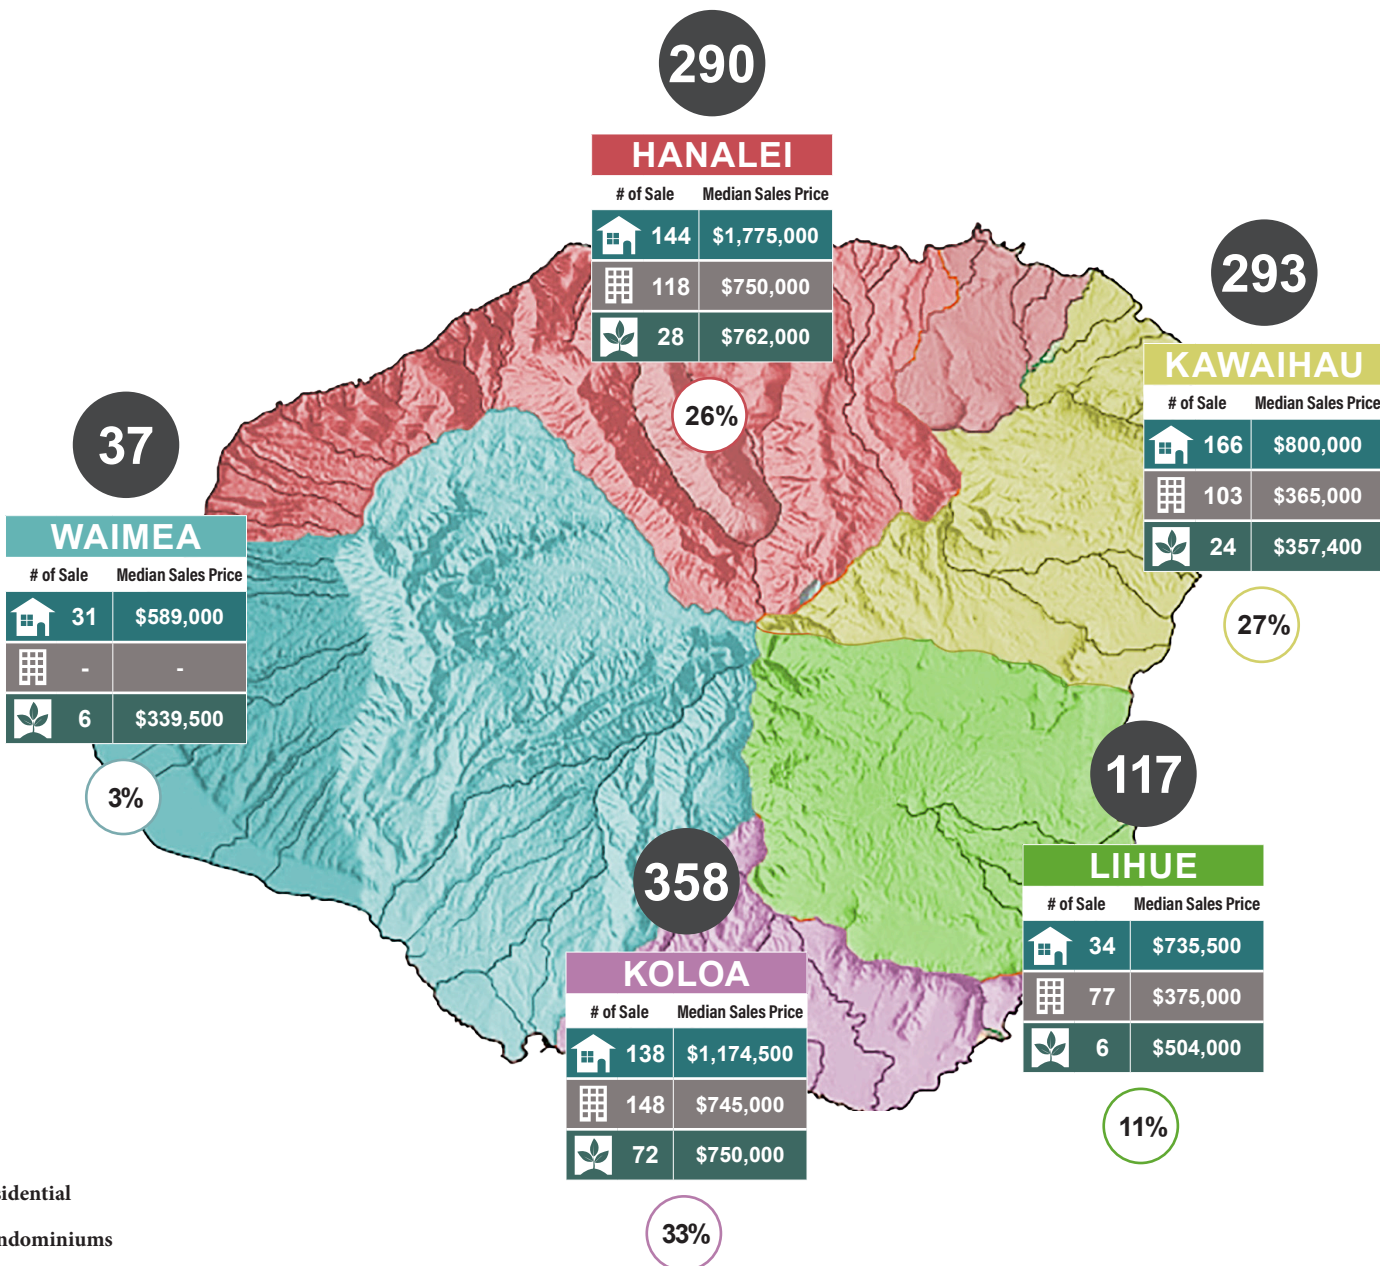 290
HANALEI
# of Sale Median Sales Price
144 $1,775,000
118 $750,000
28 $762,000
26%
293
KAWAIHAU
# of Sale Median Sales Price
166 $800,000
103 $365,000
24 $357,400
27%
37
WAIMEA
# of Sale Median Sales Price
31 $589,000
- -
6 $339,500
3%
117
LIHUE
# of Sale Median Sales Price
34 $735,500
77 $375,000
6 $504,000
11%
358
KOLOA
# of Sale Median Sales Price
138 $1,174,500
148 $745,000
72 $750,000
33%
sidential
ndominiums